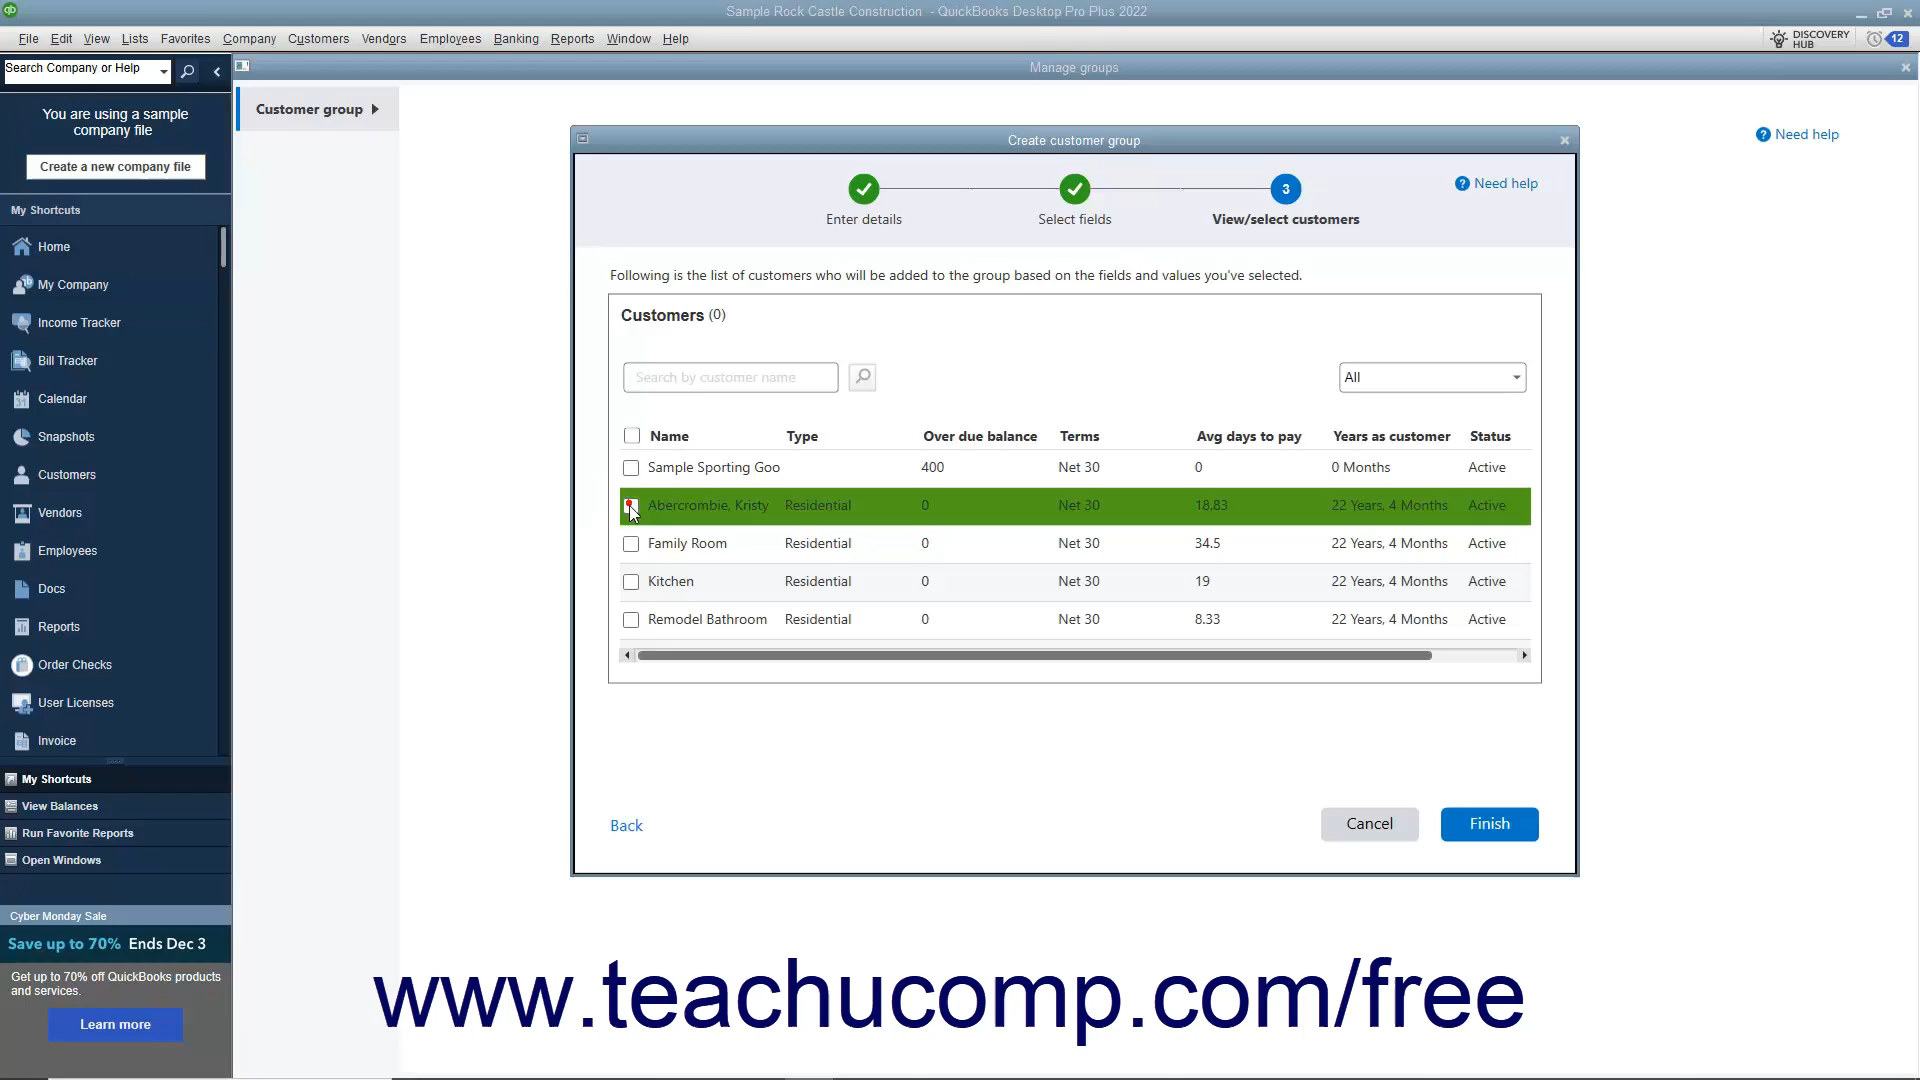 Sample Rock Castle Construction - QuickBooks Desktop Pro Plus 2022
File Edit View Lists Favorites Company Customers Vendors Employees Banking Reports Window Help
DISCOVERY
HUB
12
Search Company or Help
Manage groups
You are using a sample
company file
Create a new company file
My Shortcuts
Home
My Company
Income Tracker
Bill Tracker
Calendar
Snapshots
Customers
Vendors
Employees
Docs
Reports
Order Checks
User Licenses
Invoice
My Shortcuts
View Balances
Run Favorite Reports
Open Windows
Cyber Monday Sale
Save up to 70% Ends Dec 3
Get up to 70% off QuickBooks products
and services.
Learn more
Customer group
Need help
Create customer group
3
Need help
Enter details Select fields View/select customers
Following is the list of customers who will be added to the group based on the fields and values you've selected.
Customers (0)
Search by customer name
All
Name Type Over due balance Terms Avg days to pay Years as customer Status
Sample Sporting Goo 400 Net 30 0 0 Months Active
Abercrombie, Kristy Residential 0 Net 30 18.83 22 Years, 4 Months Active
Family Room Residential 0 Net 30 34.5 22 Years, 4 Months Active
Kitchen Residential 0 Net 30 19 22 Years, 4 Months Active
Remodel Bathroom Residential 0 Net 30 8.33 22 Years, 4 Months Active
Back Cancel Finish
www.teachucomp.com/free